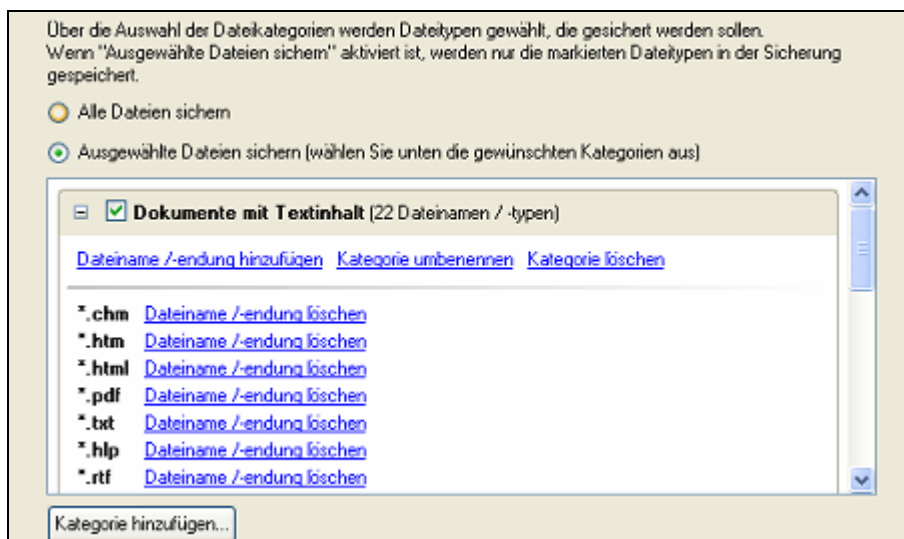 Über die Auswahl der Dateikategorien werden Dateitypen gewählt, die gesichert werden sollen.
Wenn "Ausgewählte Dateien sichern" aktiviert ist, werden nur die markierten Dateitypen in der Sicherung
gespeichert.
Alle Dateien sichern
Ausgewählte Dateien sichern (wählen Sie unten die gewünschten Kategorien aus)
Dokumente mit Textinhalt (22 Dateinamen / -typen)
Dateiname /-endung hinzufügen Kategorie umbenennen Kategorie löschen
*.chm Dateiname /-endung löschen
*.htm Dateiname /-endung löschen
*.html Dateiname /-endung löschen
*.pdf Dateiname /-endung löschen
*.txt Dateiname /-endung löschen
*.hlp Dateiname /-endung löschen
*.rtf Dateiname /-endung löschen
Kategorie hinzufügen...